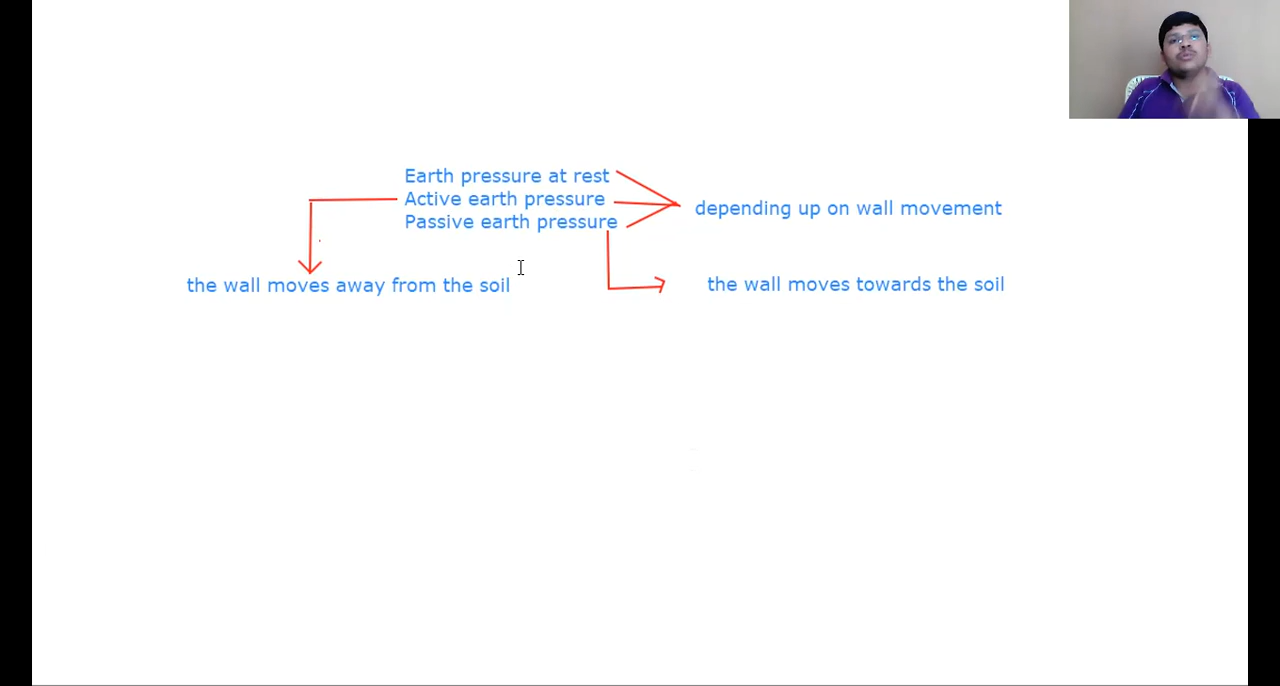 Earth pressure at rest
Active earth pressure
Passive earth pressure
depending up on wall movement
the wall moves away from the soil
the wall moves towards the soil